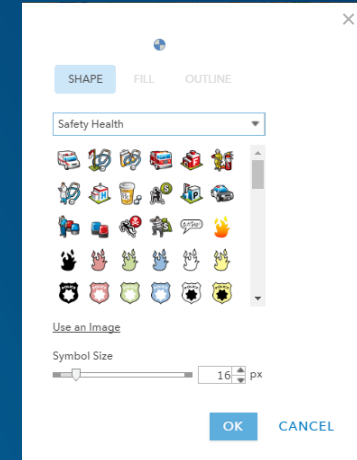 SHAPE FILL OUTLINE
Safety Health
Use an Image
Symbol Size
16 px
OK CANCEL